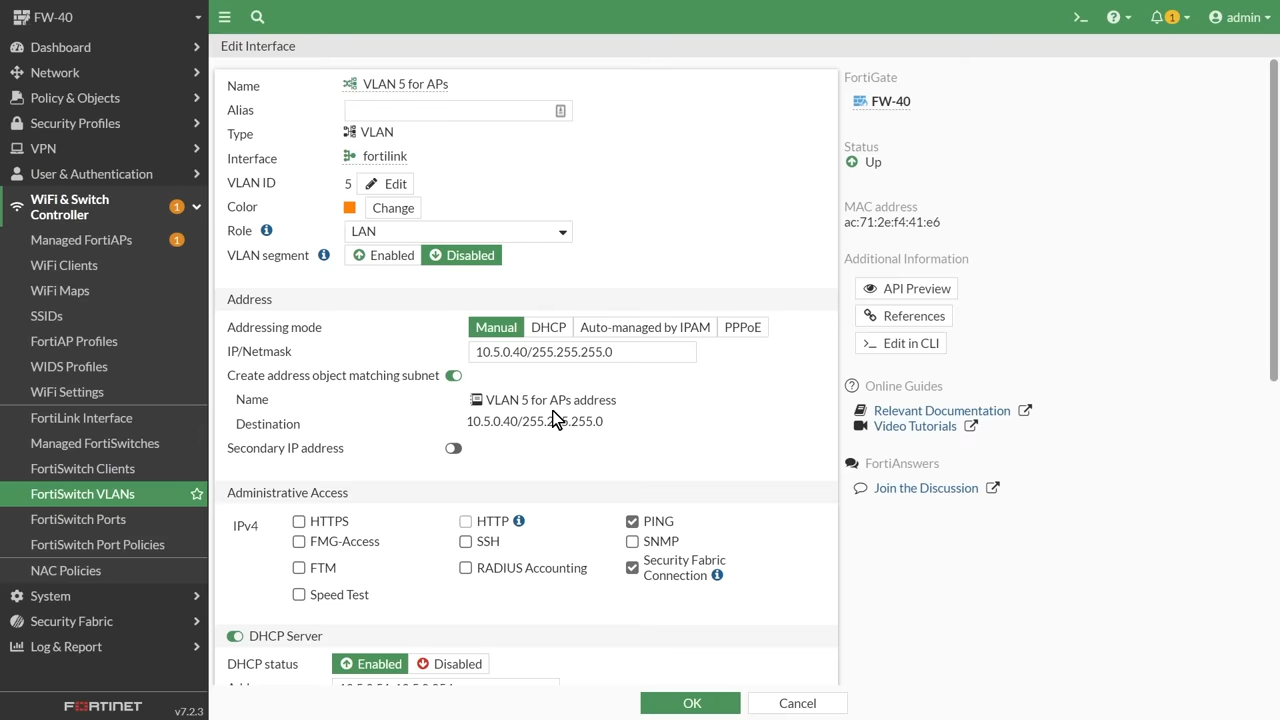 FW-40
admin
1
Dashboard
Network
Policy & Objects
Security Profiles
VPN
User & Authentication
WiFi & Switch
Controller
1
Managed FortiAPs
1
WiFi Clients
WiFi Maps
SSIDs
FortiAP Profiles
WIDS Profiles
WiFi Settings
FortiLink Interface
Managed FortiSwitches
FortiSwitch Clients
FortiSwitch VLANs
FortiSwitch Ports
FortiSwitch Port Policies
NAC Policies
System
Security Fabric
Log & Report
FORTINET
v7.2.3
Edit Interface
Name VLAN 5 for APs
Alias
Type VLAN
Interface fortilink
VLAN ID 5 Edit
Color Change
Role LAN
VLAN segment Enabled Disabled
Address
Addressing mode Manual DHCP Auto-managed by IPAM PPPoE
IP/Netmask 10.5.0.40/255.255.255.0
Create address object matching subnet
Name VLAN 5 for APs address
Destination 10.5.0.40/255.255.255.0
Secondary IP address
Administrative Access
IPv4 HTTPS HTTP PING
FMG-Access SSH SNMP
FTM RADIUS Accounting Security Fabric
Connection
Speed Test
DHCP Server
DHCP status Enabled Disabled
OK Cancel
FortiGate
FW-40
Status
Up
MAC address
ac:71:2e:f4:41:e6
Additional Information
API Preview
References
Edit in CLI
Online Guides
Relevant Documentation
Video Tutorials
FortiAnswers
Join the Discussion